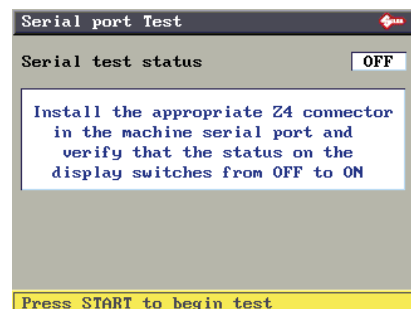 Serial port Test
Serial test status
OFF
Install the appropriate Z4 connector
in the machine serial port and
verify that the status on the
display switches from OFF to ON
Press START to begin test